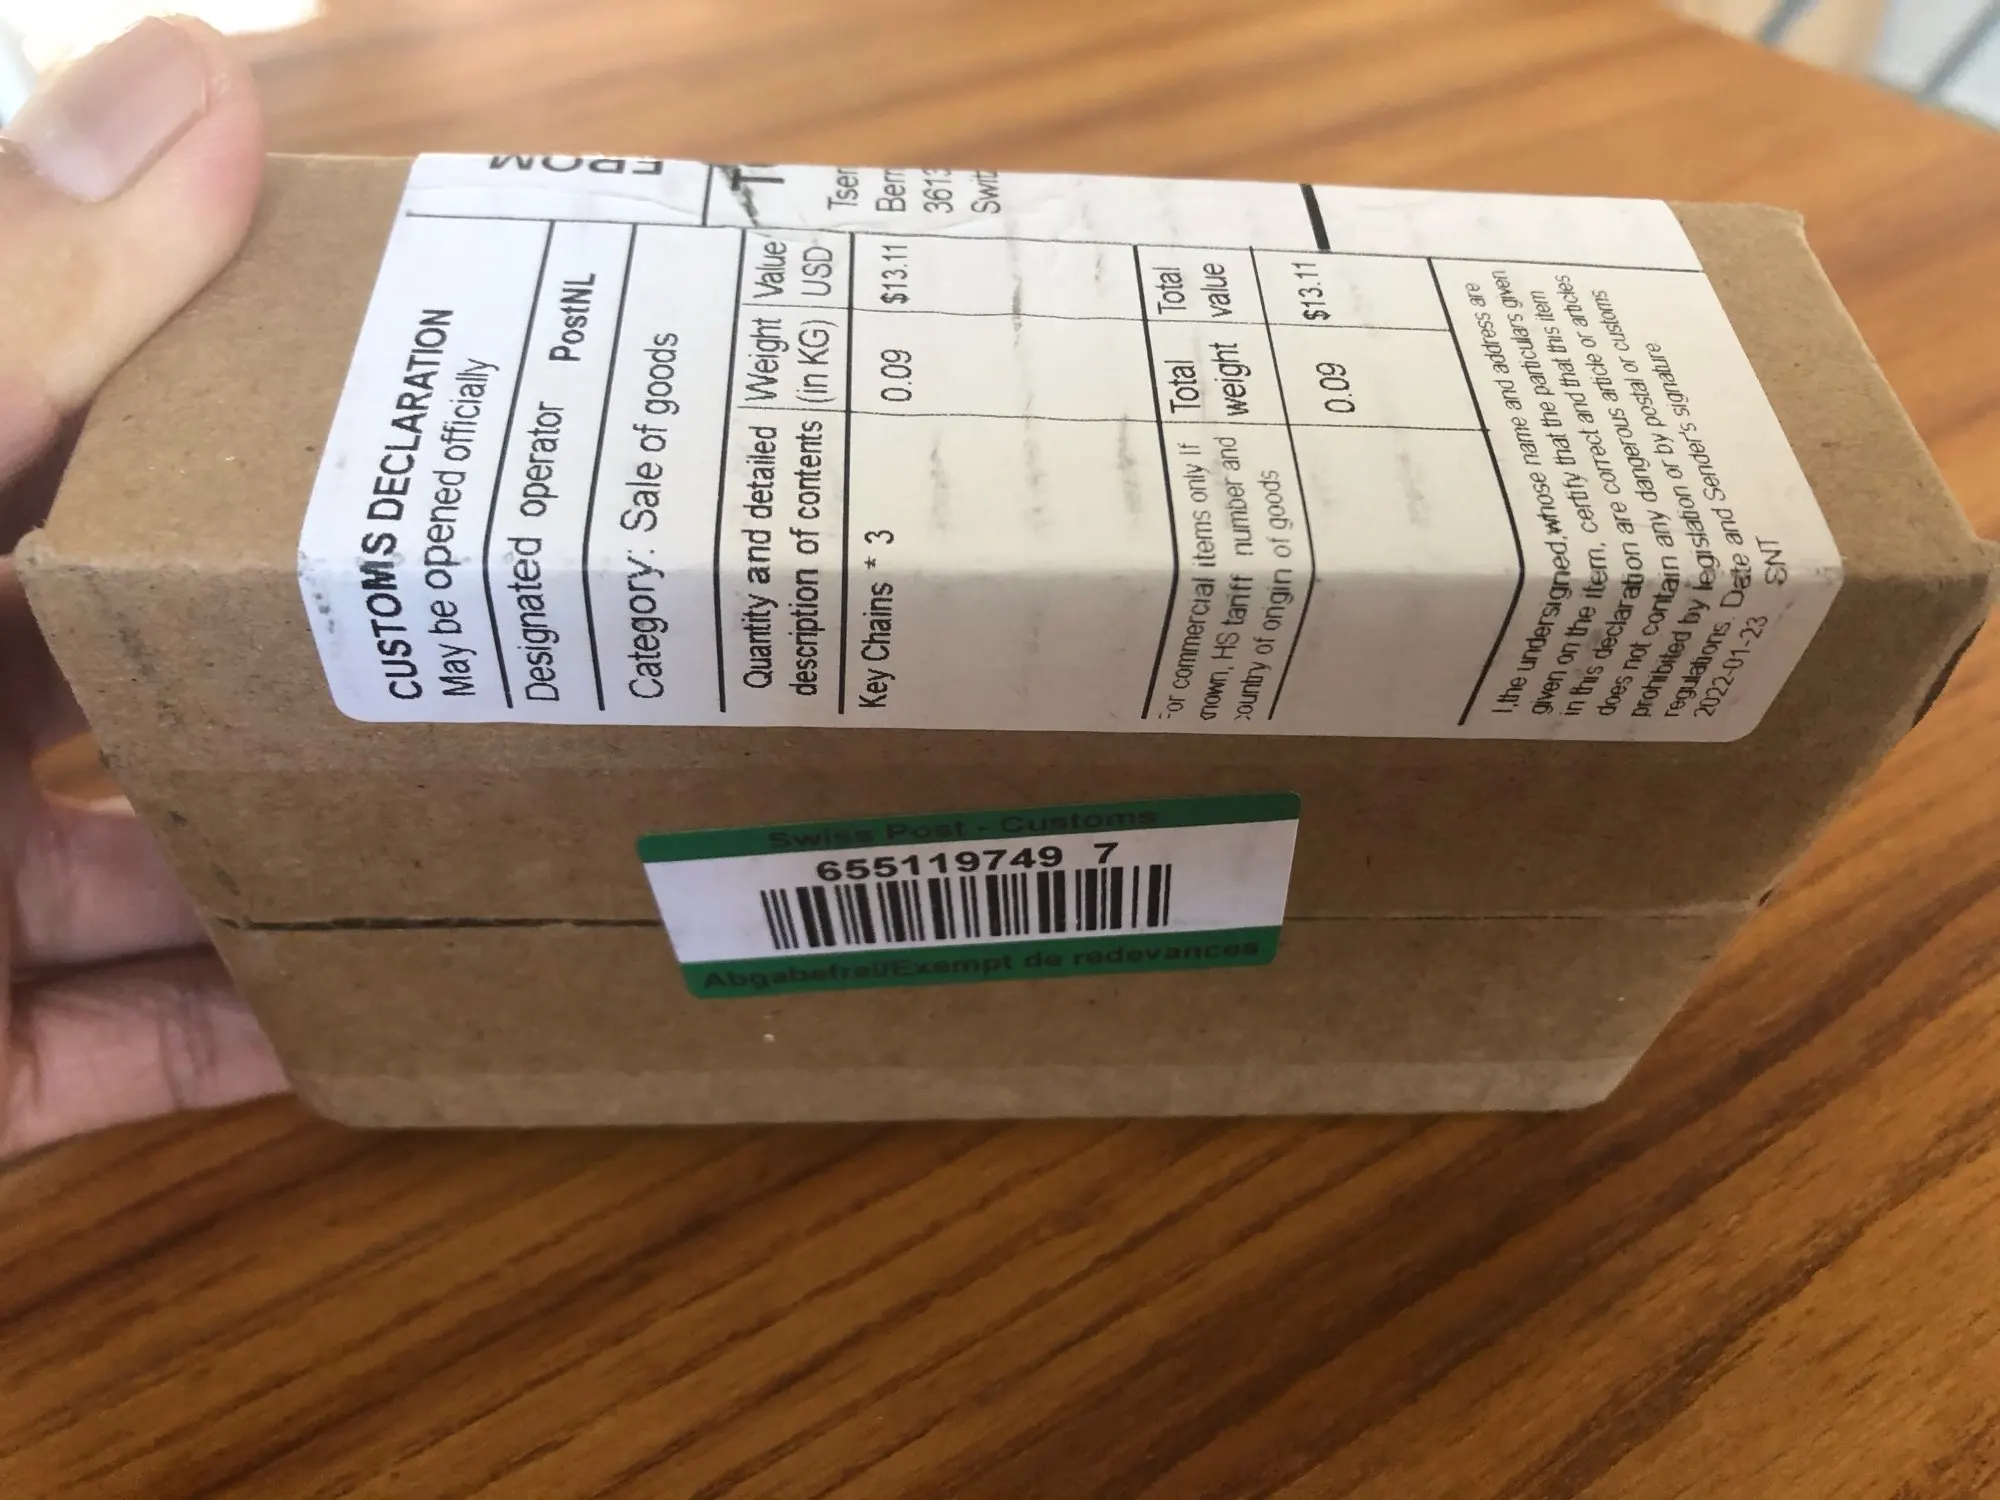 CUSTOMS DECLARATION
May be opened officially
Designated operator PostNL
Category: Sale of goods
Quantity and detailed description of contents
Weight (in KG)
Value USD
Key Chains * 3
0.09
$13.11
For commercial items only If
known, HS tariff number and
country of origin of goods
Total weight
Total value
0.09
$13.11
I,the undersigned,whose name and address are
given on the item, certify that the particulars given
in this declaration are correct and that this item
does not contain any dangerous article or articles
prohibited by legislation or by postal or customs
regulations. Date and Sender's signature
2022-01-23 SNT
Tser
Bern
3613
Swit
Swiss Post - Customs
655119749 7
Abgabefrei/Exempt de redevances